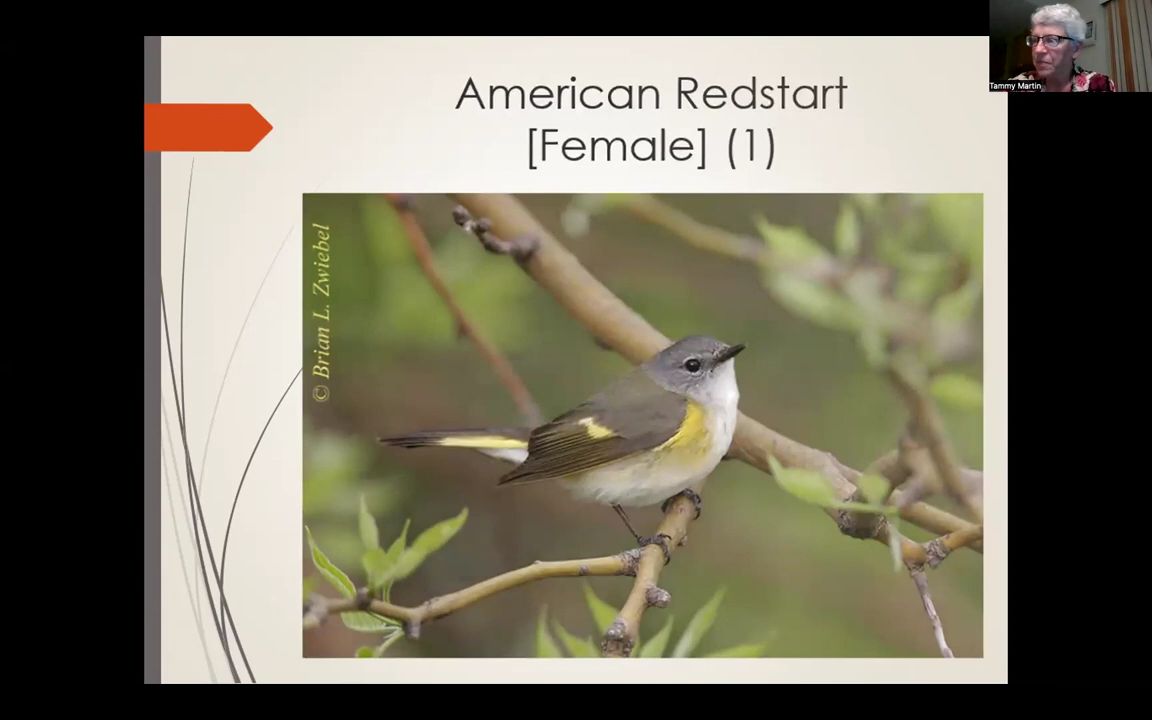 American Redstart
[Female] (1)
© Brian L. Zwiebel
Tammy Martin